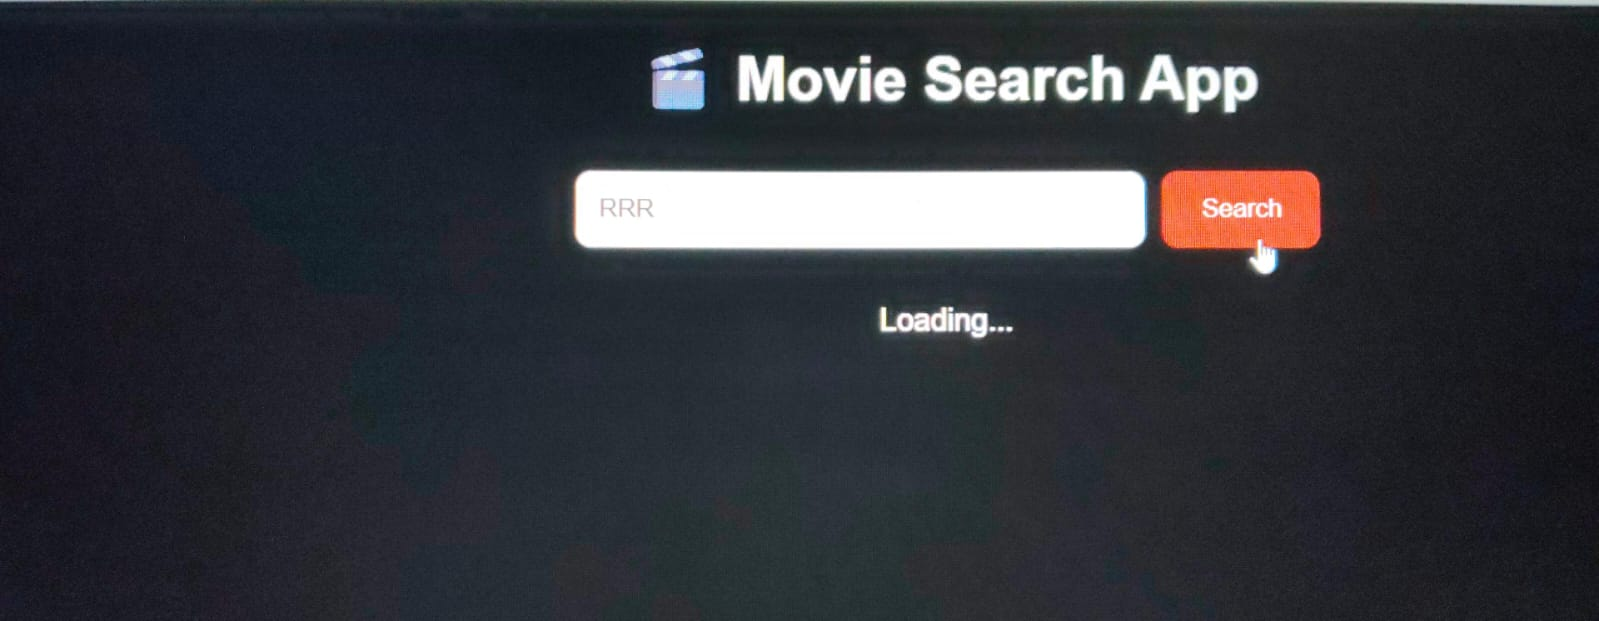 🎬 Movie Search App
RRR
Search
Loading...